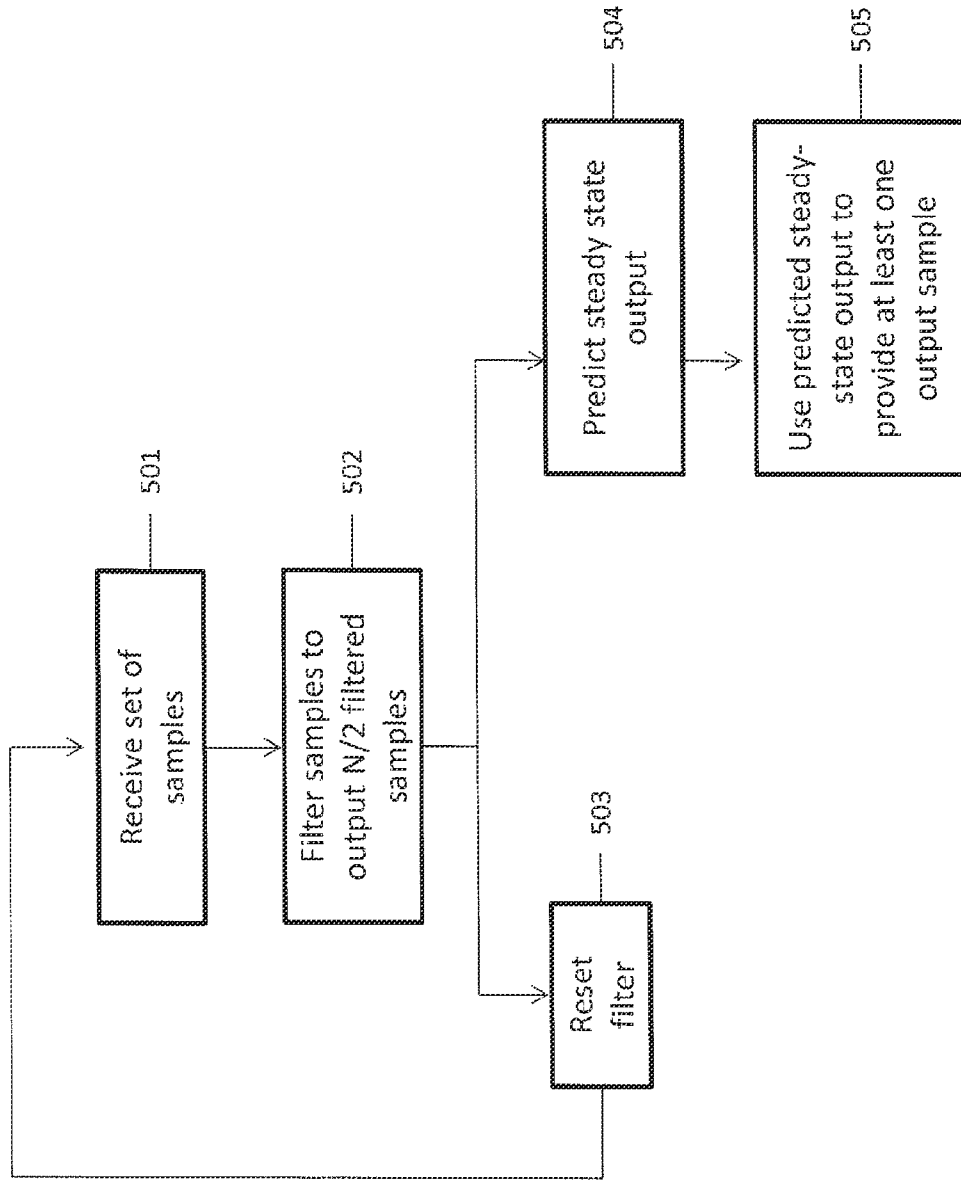 501
Receive set of
samples
502
Filter samples to
output N/2 filtered
samples
503
Reset
filter
504
Predict steady state
output
505
Use predicted steady-
state output to
provide at least one
output sample